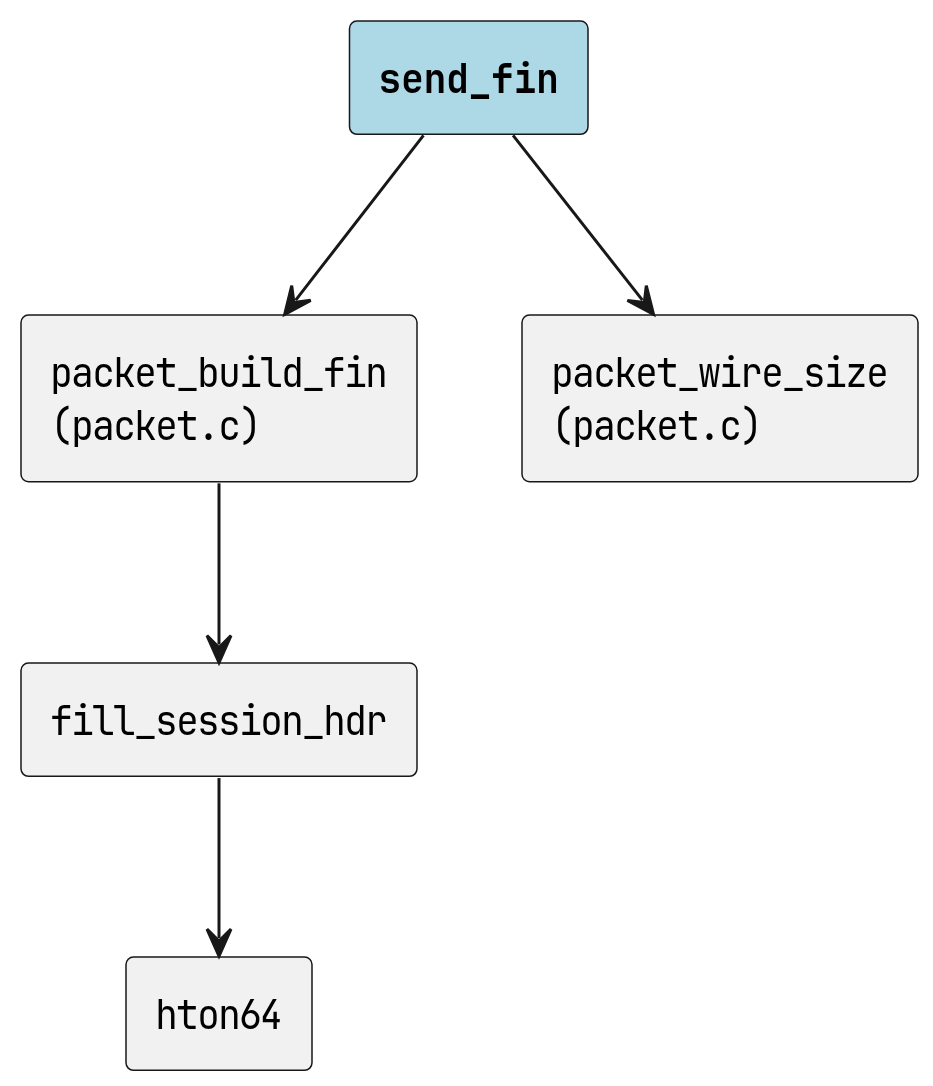 send_fin
packet_build_fin
(packet.c)
packet_wire_size
(packet.c)
fill_session_hdr
hton64